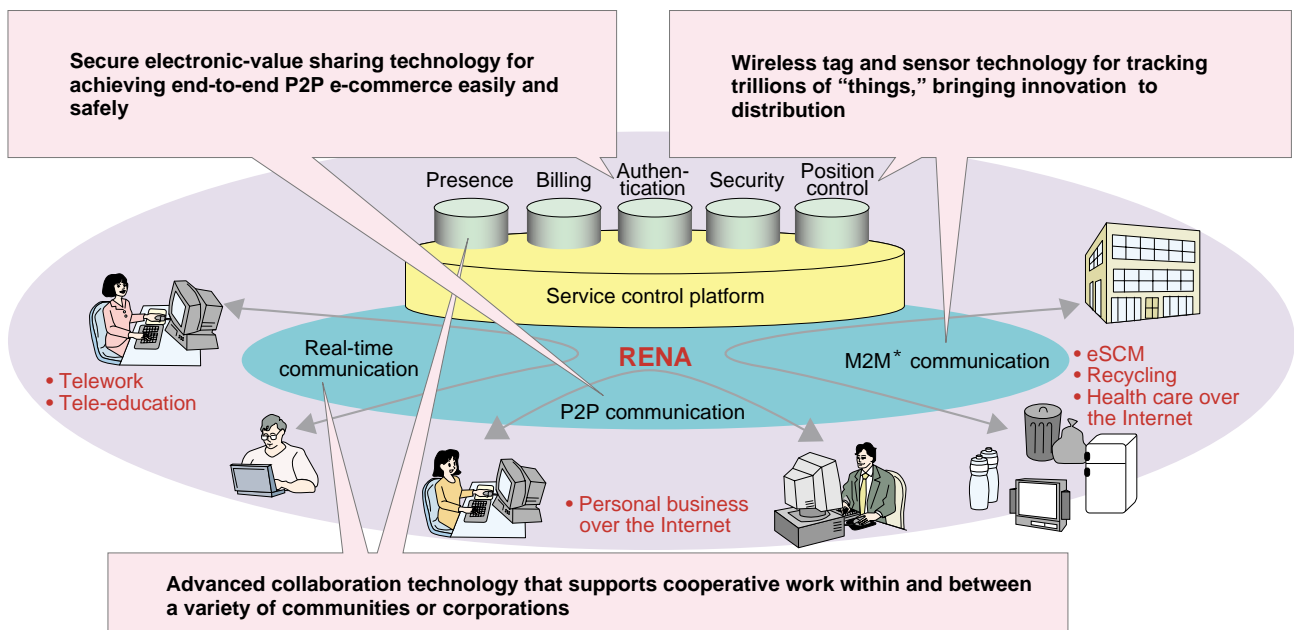 Secure electronic-value sharing technology for
achieving end-to-end P2P e-commerce easily and
safely
Wireless tag and sensor technology for tracking
trillions of “things,” bringing innovation  to
distribution
Presence
Billing
Authen-
tication
Security
Position
control
Service control platform
Real-time
communication
RENA
M2M* communication
P2P communication
• Telework
• Tele-education
• eSCM
• Recycling
• Health care over
the Internet
• Personal business
over the Internet
Advanced collaboration technology that supports cooperative work within and between
a variety of communities or corporations